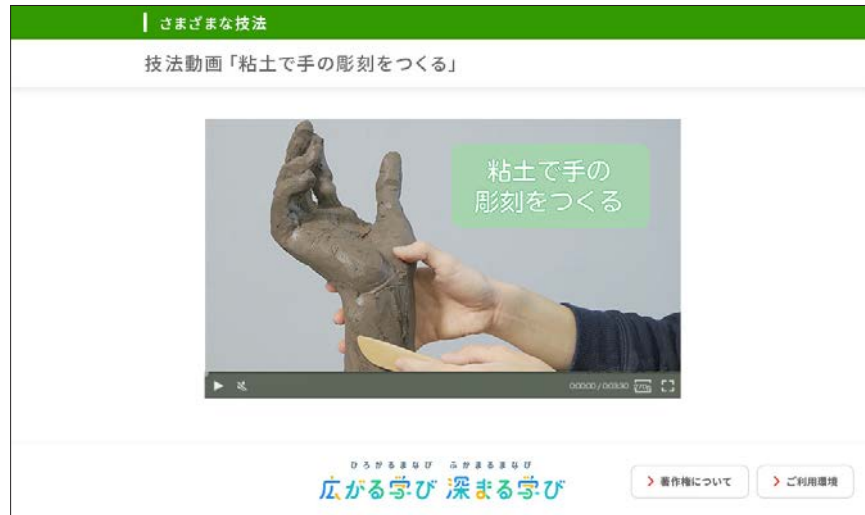 さまざまな技法
技法動画「粘土で手の彫刻をつくる」
粘土で手の
彫刻をつくる
00:00:00 / 00:03:30
ひろがるまなび ふかまるまなび
広がる学び 深まる学び
著作権について
ご利用環境